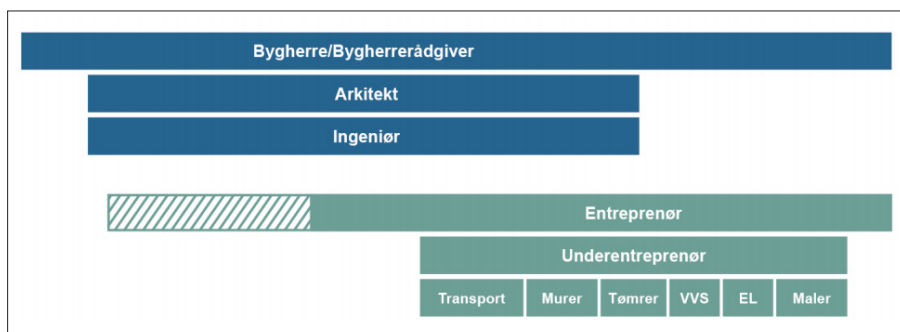 Bygherre/Bygherrerådgiver
Arkitekt
Ingeniør
Entreprenør
Underentreprenør
Transport Murer Tømrer VVS EL Maler